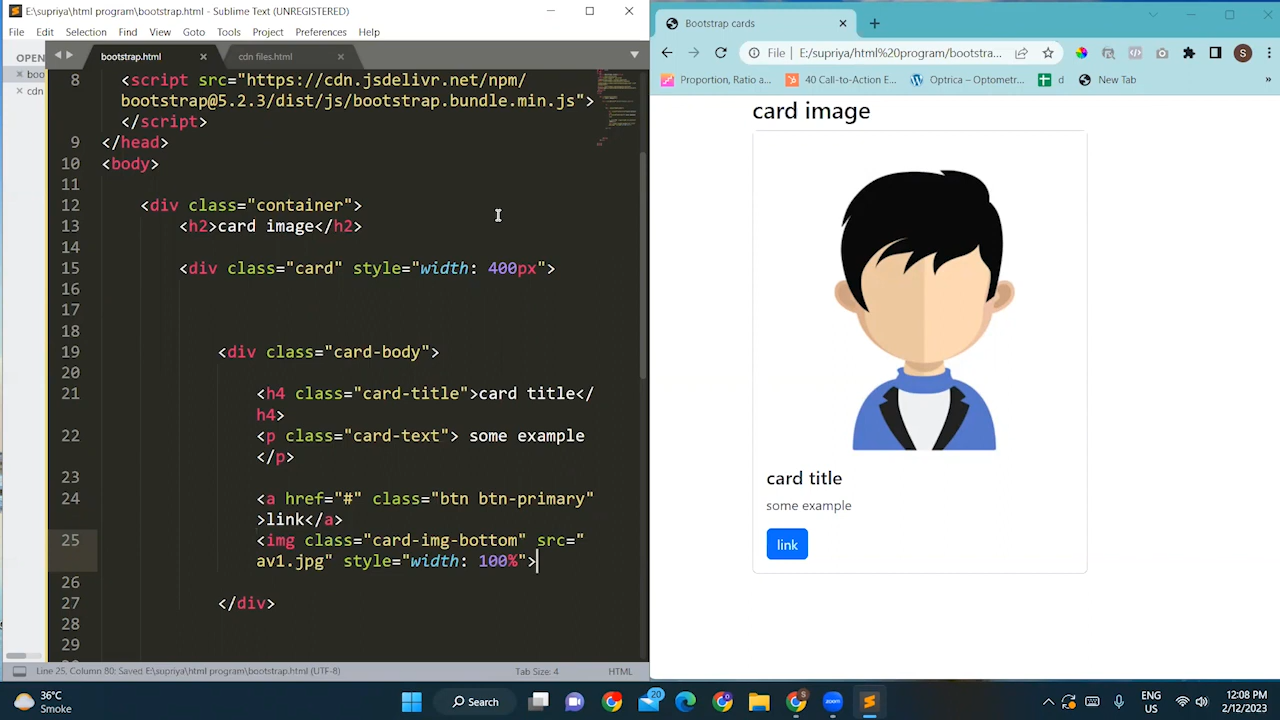 E:\supriya\html program\bootstrap.html - Sublime Text (UNREGISTERED)
File Edit Selection Find View Goto Tools Project Preferences Help
OPEN
boo
cdn
bootstrap.html
cdn files.html
8 <script src="https://cdn.jsdelivr.net/npm/
bootstrap@5.2.3/dist/js/bootstrap.bundle.min.js">
</script>
9 </head>
10 <body>
11
12 <div class="container">
13 <h2>card image</h2>
14
15 <div class="card" style="width: 400px">
16
17
18
19 <div class="card-body">
20
21 <h4 class="card-title">card title</
h4>
22 <p class="card-text"> some example
</p>
23
24 <a href="#" class="btn btn-primary"
>link</a>
25 <img class="card-img-bottom" src="
av1.jpg" style="width: 100%">
26
27 </div>
28
29
Line 25, Column 80: Saved E:\supriya\html program\bootstrap.html (UTF-8)
Tab Size: 4
HTML
Bootstrap cards
File E:/supriya/html%20program/bootstra...
S
Proportion, Ratio a...
40 Call-to-Action E...
Optrica – Optometr...
d
New Tab
card image
card title
some example
link
36°C
Smoke
Search
20
S
zoom
ENG
US
12:08 PM
2/12/2023